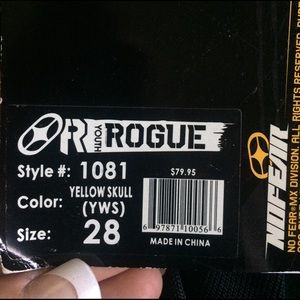 OR YOUTH ROGUE
Style #: 1081
$79.95
Color: YELLOW SKULL
(YWS)
Size: 28
6 97871 10056 6
MADE IN CHINA
NO FEAR
NO FEAR MX DIVISION. ALL RIGHTS RESERVED